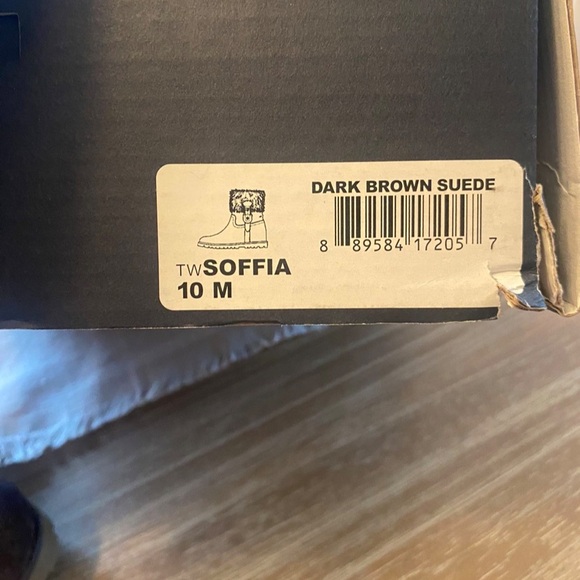 DARK BROWN SUEDE
8 89584 17205 7
TWSOFFIA
10 M